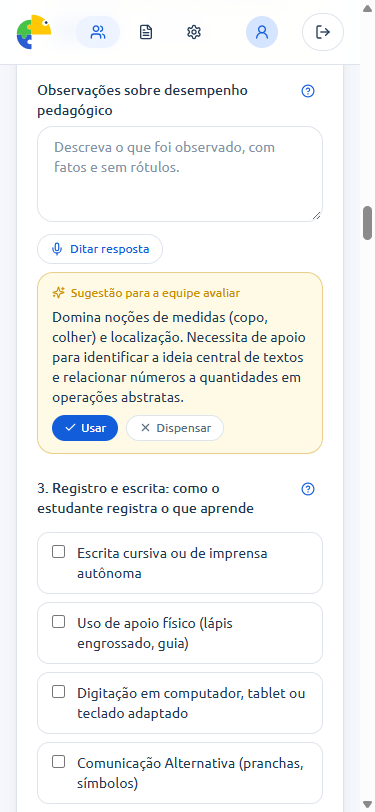 Observações sobre desempenho
pedagógico
Descreva o que foi observado, com
fatos e sem rótulos.
Ditar resposta
Sugestão para a equipe avaliar
Domina noções de medidas (copo,
colher) e localização. Necessita de apoio
para identificar a ideia central de textos
e relacionar números a quantidades em
operações abstratas.
Usar
Dispensar
3. Registro e escrita: como o
estudante registra o que aprende
Escrita cursiva ou de imprensa
autônoma
Uso de apoio físico (lápis
engrossado, guia)
Digitação em computador, tablet ou
teclado adaptado
Comunicação Alternativa (pranchas,
símbolos)